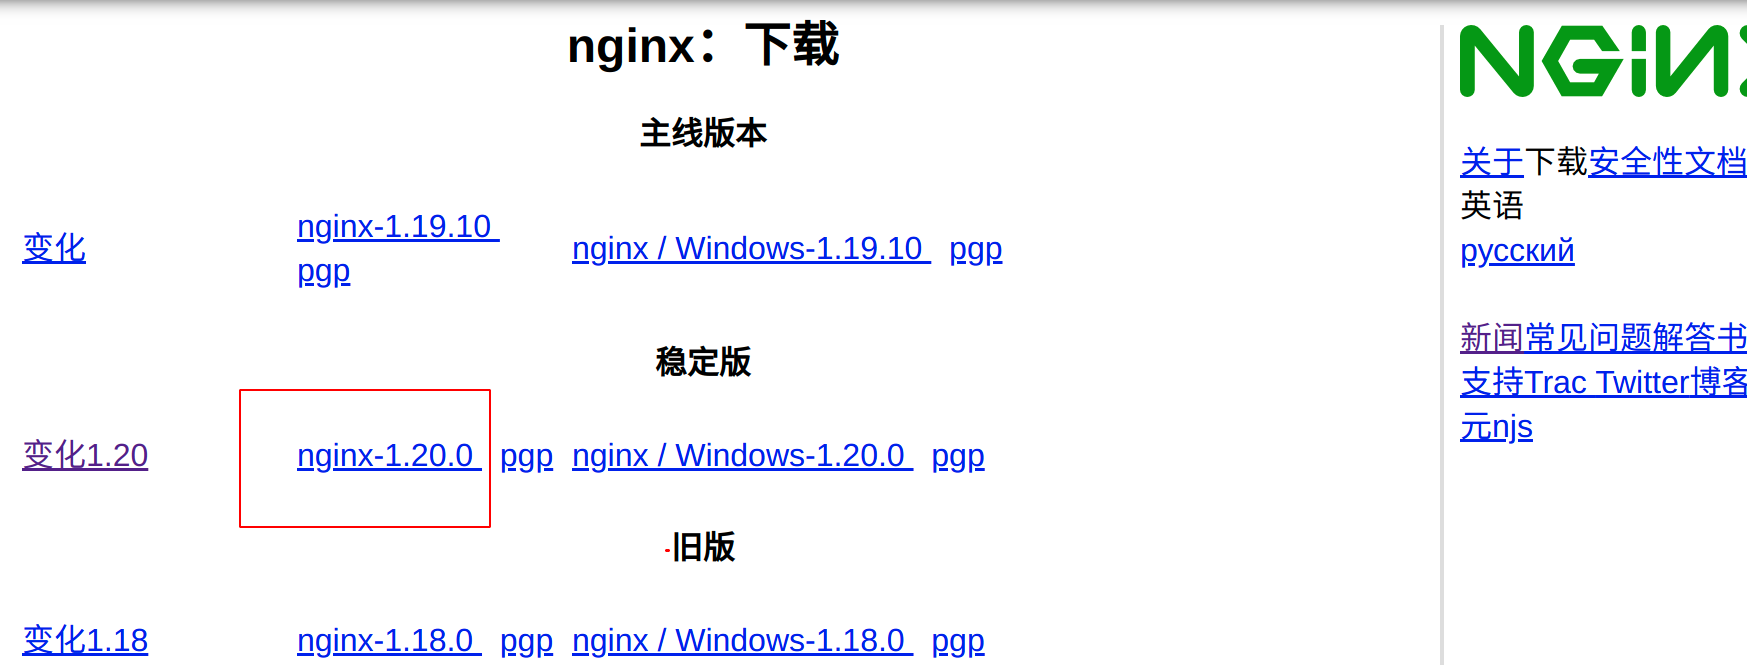 nginx：下载
主线版本
变化 nginx-1.19.10 pgp nginx / Windows-1.19.10 pgp
稳定版
变化1.20 nginx-1.20.0 pgp nginx / Windows-1.20.0 pgp
旧版
变化1.18 nginx-1.18.0 pgp nginx / Windows-1.18.0 pgp
NGINX
关于下载安全性文档
英语
русский
新闻常见问题解答书
支持Trac Twitter博客
元njs